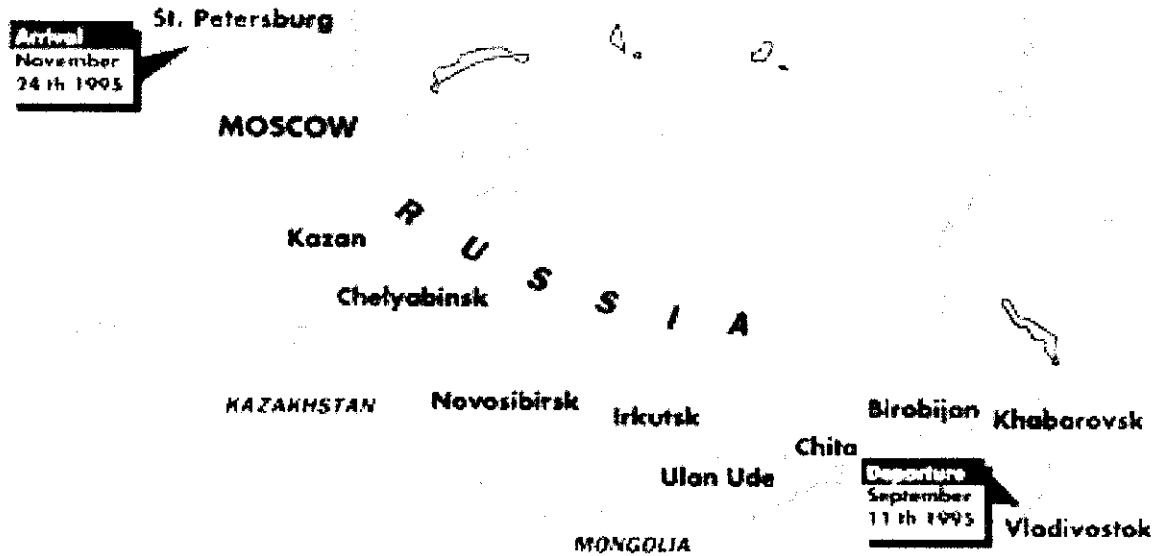 St. Petersburg
Arrival
November
24 th 1995
MOSCOW
Kazan
RUSSIA
Chelyabinsk
KAZAKHSTAN
Novosibirsk
Irkutsk
Birobijan
Khabarovsk
Chita
Ulan Ude
Departure
September
11 th 1995
Vladivostok
MONGOLIA